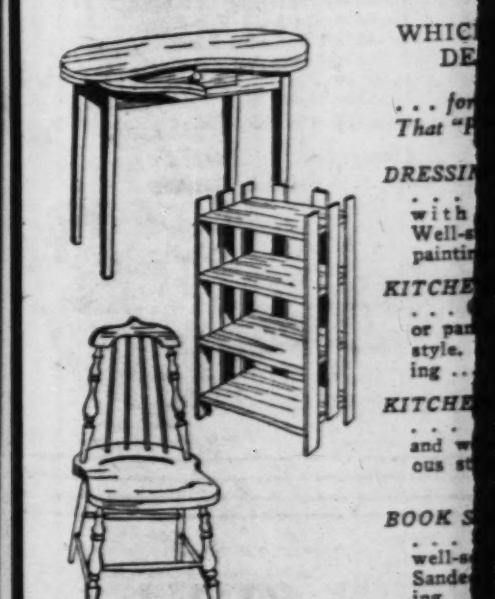 WHIC
DE
. . . for
That "F
DRESSIN
. . . .
with
Well-s
paintin
KITCHE
. . . .
or pan
style.
ing ...
KITCHE
. . . .
and w
ous st
BOOK S
. . . .
well-s
Sande
ing